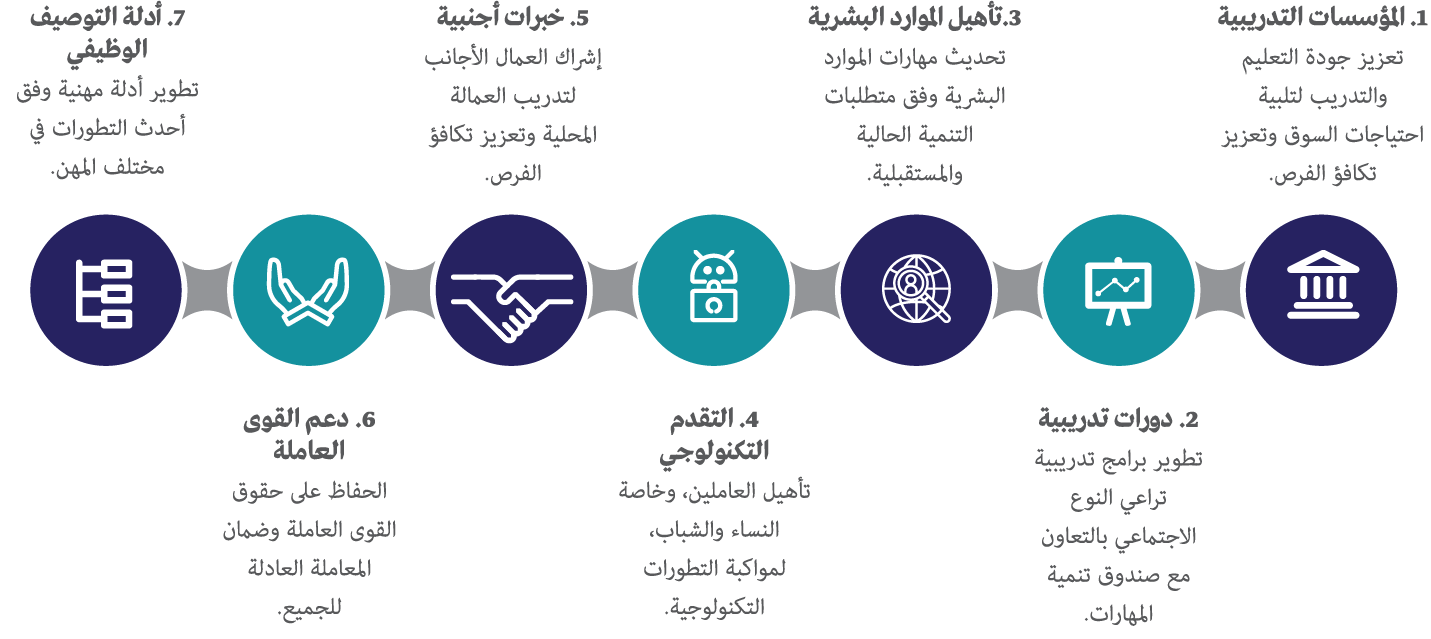 1. المؤسسات التدريبية
تعزيز جودة التعليم
والتدريب لتلبية
احتياجات السوق وتعزيز
تكافؤ الفرص.
2. دورات تدريبية
تطوير برامج تدريبية
تراعي النوع
الاجتماعي بالتعاون
مع صندوق تنمية
المهارات.
3.تأهيل الموارد البشرية
تحديث مهارات الموارد
البشرية وفق متطلبات
التنمية الحالية
والمستقبلية.
4. التقدم
التكنولوجي
تأهيل العاملين، وخاصة
النساء والشباب،
لمواكبة التطورات
التكنولوجية.
5. خبرات أجنبية
إشراك العمال الأجانب
لتدريب العمالة
المحلية وتعزيز تكافؤ
الفرص.
6. دعم القوى
العاملة
الحفاظ على حقوق
القوى العاملة وضمان
المعاملة العادلة
للجميع.
7. أدلة التوصيف
الوظيفي
تطوير أدلة مهنية وفق
أحدث التطورات في
مختلف المهن.